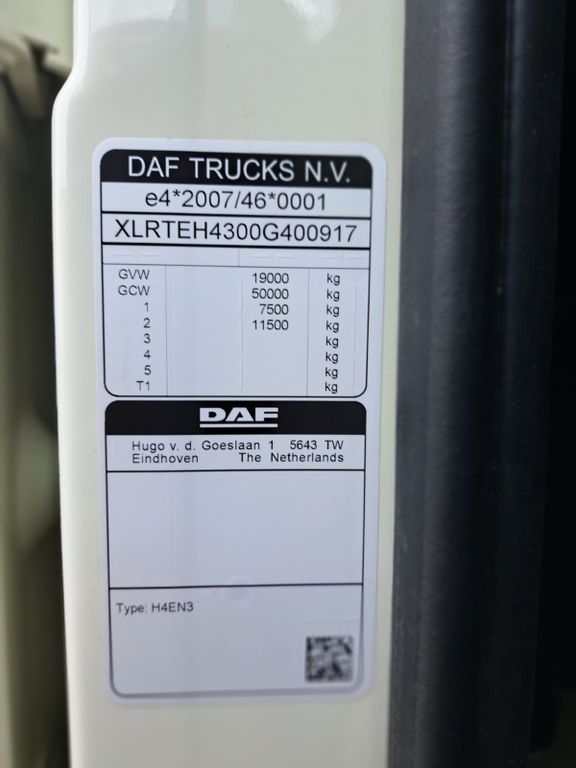 DAF TRUCKS N.V.
e4*2007/46*0001
XLRTEH4300G400917
GVW 19000 kg
GCW 50000 kg
1 7500 kg
2 11500 kg
3 kg
4 kg
5 kg
T1 kg
DAF
Hugo v. d. Goeslaan 1 5643 TW
Eindhoven The Netherlands
Type: H4EN3